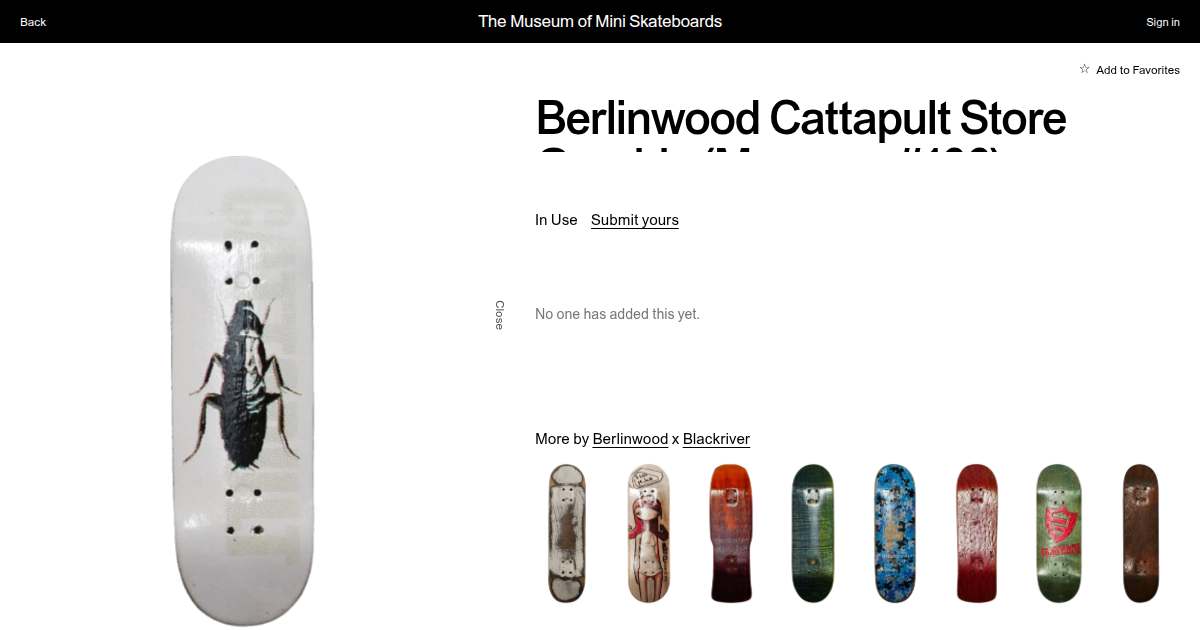 Back
The Museum of Mini Skateboards
Sign in
☆ Add to Favorites
Berlinwood Cattapult Store
In Use Submit yours
Close
No one has added this yet.
More by Berlinwood x Blackriver